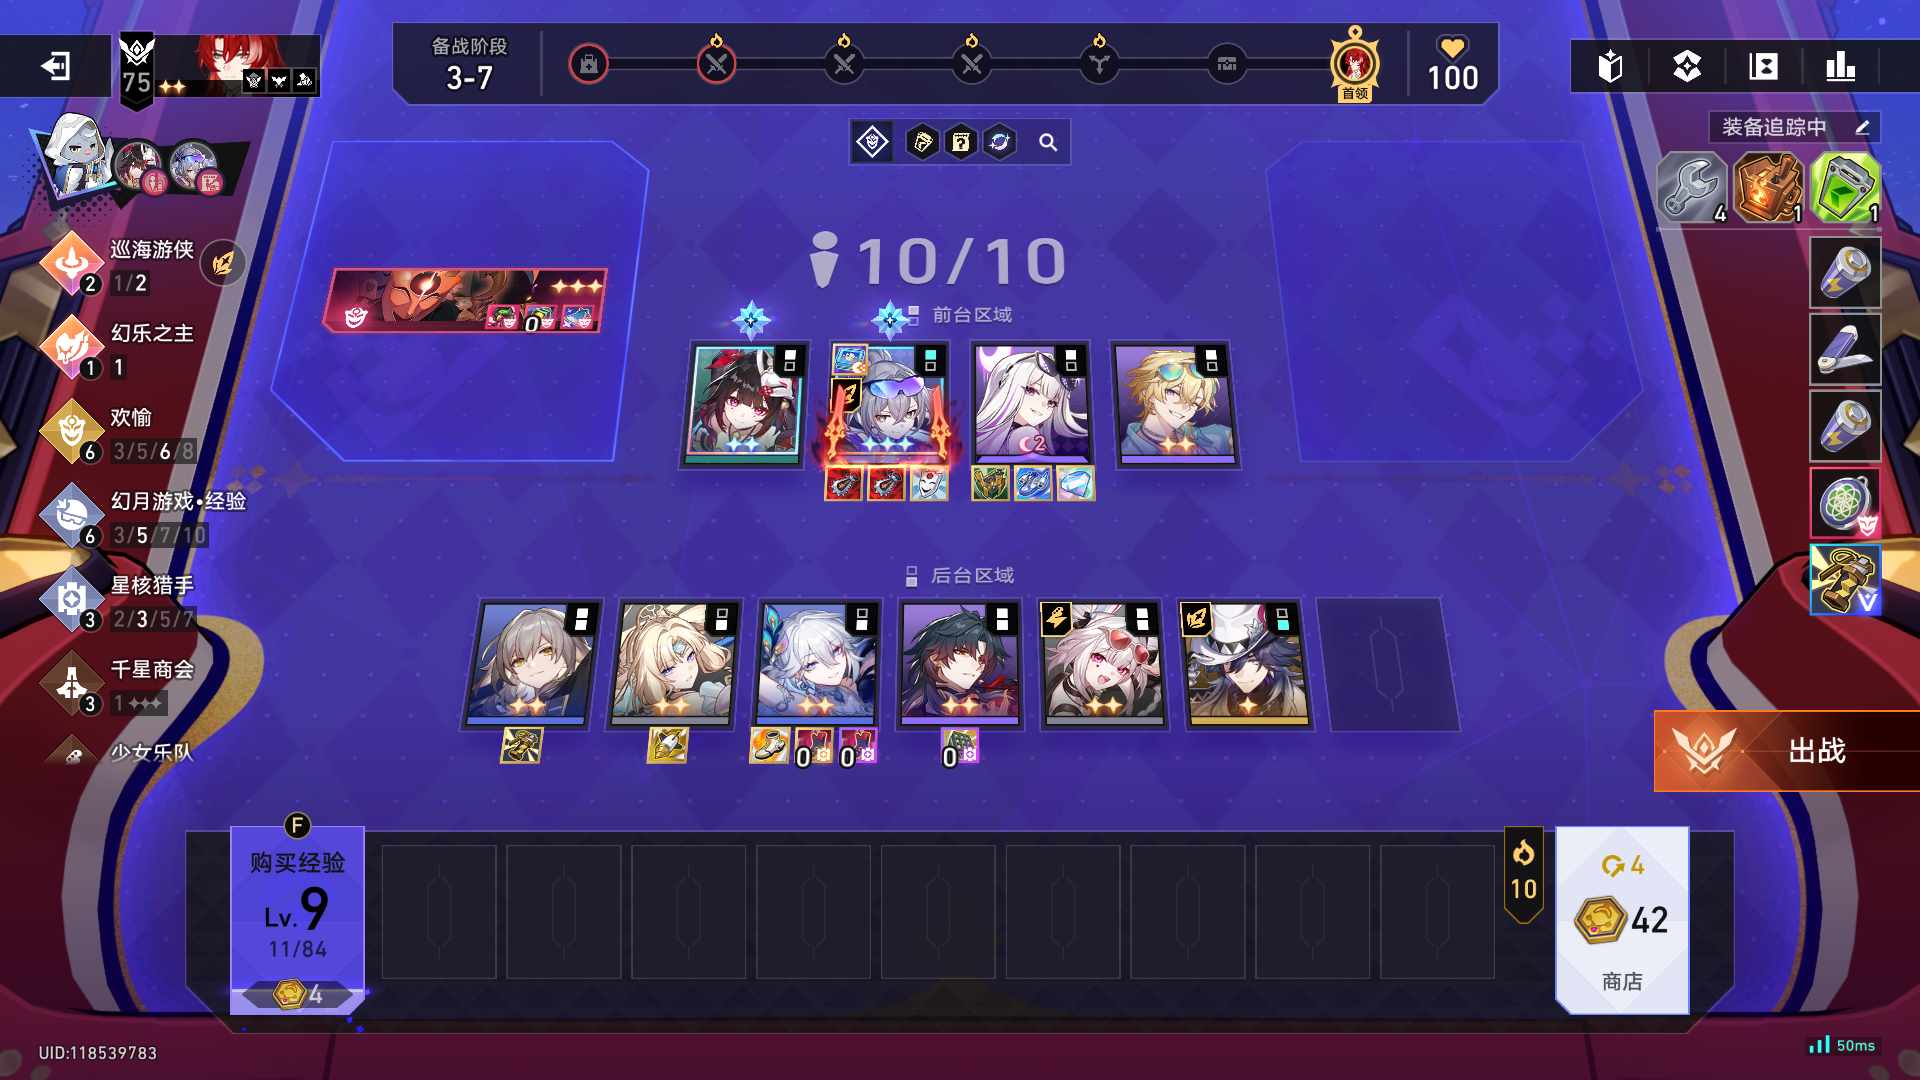 75
备战阶段
3-7
首领
100
装备追踪中
4
1
1
10/10
前台区域
巡海游侠
2
1/2
幻乐之主
1
1
欢愉
6
3/5/6/8
幻月游戏•经验
6
3/5/7/10
星核猎手
3
2/3/5/7
千星商会
3
1
少女乐队
0
2
后台区域
0
0
0
出战
F
购买经验
Lv.9
11/84
4
10
4
42
商店
UID:118539783
50ms